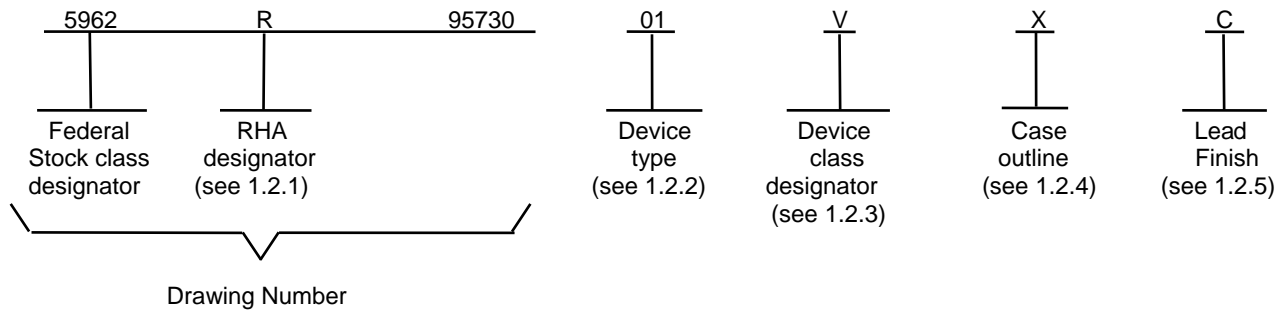 5962 R 95730 01 V X C
Federal Stock class designator
RHA designator (see 1.2.1)
Device type (see 1.2.2)
Device class designator (see 1.2.3)
Case outline (see 1.2.4)
Lead Finish (see 1.2.5)
Drawing Number